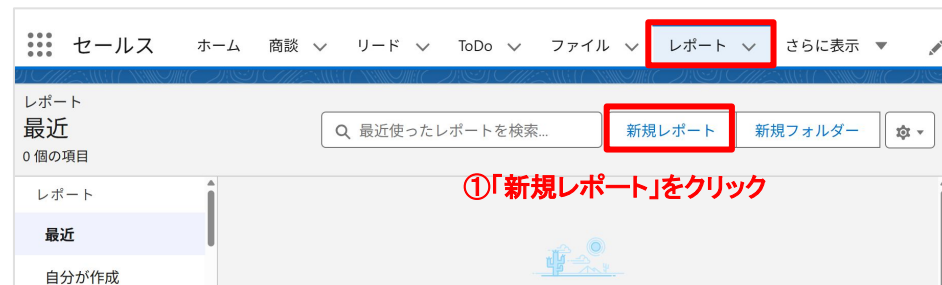 セールス ホーム 商談 リード ToDo ファイル レポート さらに表示
レポート
最近
0 個の項目
最近使ったレポートを検索...
新規レポート 新規フォルダー
①「新規レポート」をクリック
レポート
最近
自分が作成